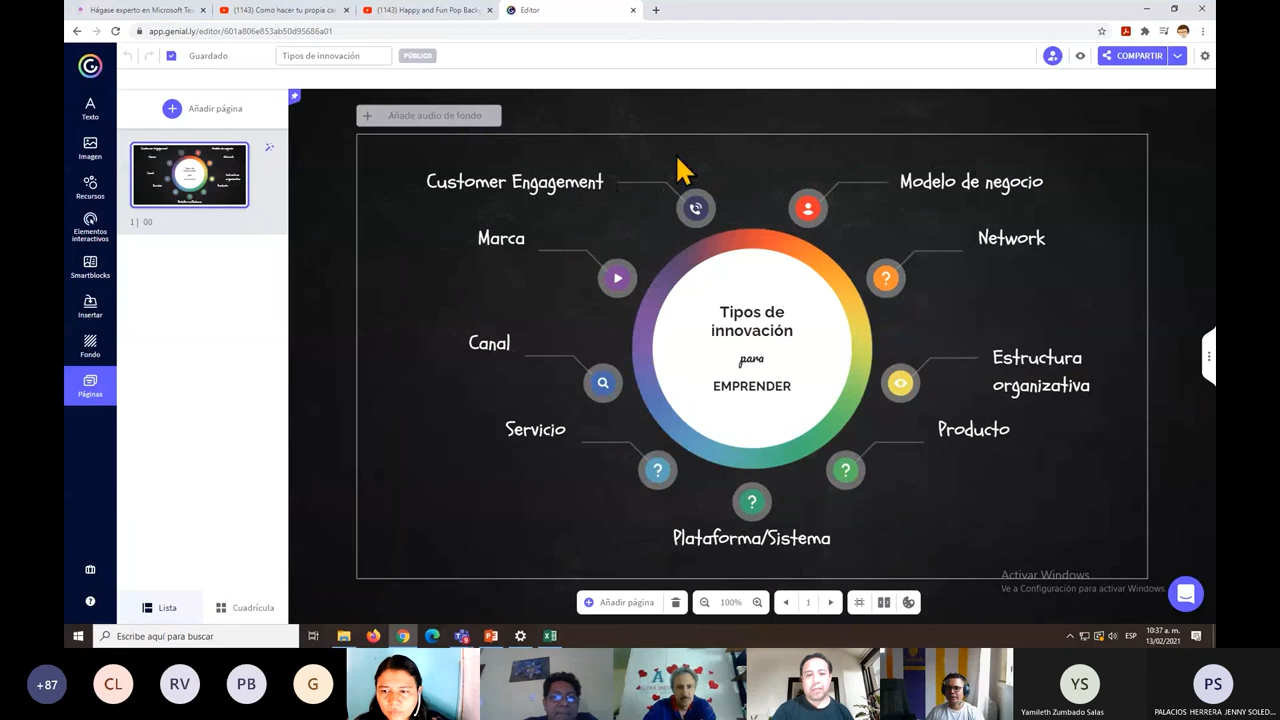 Hágase experto en Microsoft Tea
(1143) Como hacer tu propia ca
(1143) Happy and Fun Pop Back
Editor
app.genial.ly/editor/601a806e853ab50d95686a01
Guardado
Tipos de innovación
PÚBLICO
COMPARTIR
Texto
Imagen
Recursos
Elementos
interactivos
Smartblocks
Insertar
Fondo
Páginas
Añadir página
1 | 00
Lista
Cuadrícula
Añade audio de fondo
Customer Engagement
Modelo de negocio
Marca
Network
Tipos de
innovación
para
EMPRENDER
Canal
Estructura
organizativa
Servicio
Producto
Plataforma/Sistema
Activar Windows
Ve a Configuración para activar Windows.
Añadir página
100%
1
Escribe aquí para buscar
ESP
10:37 a. m.
13/02/2021
+87
CL
RV
PB
G
YS
Yamileth Zumbado Salas
PS
PALACIOS HERRERA JENNY SOLED...